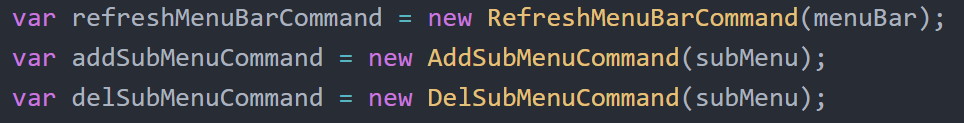 var refreshMenuBarCommand = new RefreshMenuBarCommand(menuBar);
var addSubMenuCommand = new AddSubMenuCommand(subMenu);
var delSubMenuCommand = new DelSubMenuCommand(subMenu);